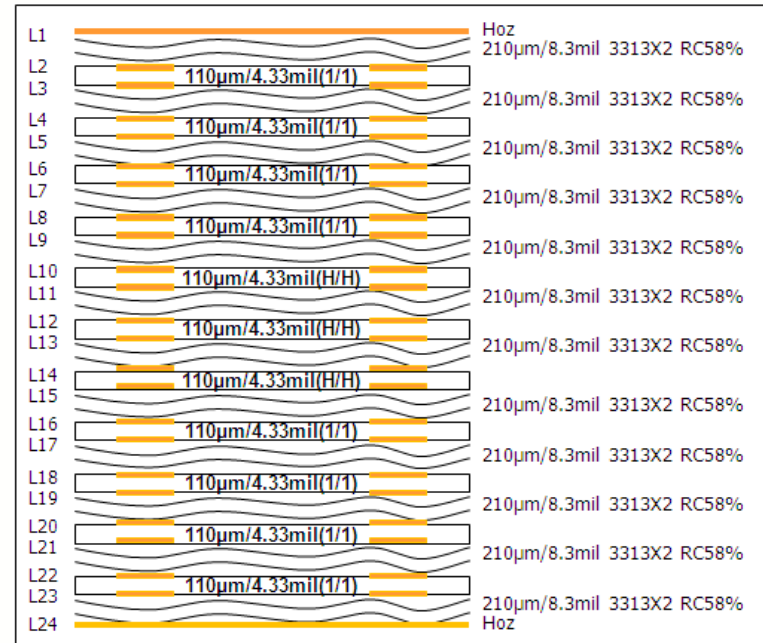 L1 Hoz
210µm/8.3mil 3313X2 RC58%
L2 110µm/4.33mil(1/1)
L3 210µm/8.3mil 3313X2 RC58%
L4 110µm/4.33mil(1/1)
L5 210µm/8.3mil 3313X2 RC58%
L6 110µm/4.33mil(1/1)
L7 210µm/8.3mil 3313X2 RC58%
L8 110µm/4.33mil(1/1)
L9 210µm/8.3mil 3313X2 RC58%
L10 110µm/4.33mil(H/H)
L11 210µm/8.3mil 3313X2 RC58%
L12 110µm/4.33mil(H/H)
L13 210µm/8.3mil 3313X2 RC58%
L14 110µm/4.33mil(H/H)
L15 210µm/8.3mil 3313X2 RC58%
L16 110µm/4.33mil(1/1)
L17 210µm/8.3mil 3313X2 RC58%
L18 110µm/4.33mil(1/1)
L19 210µm/8.3mil 3313X2 RC58%
L20 110µm/4.33mil(1/1)
L21 210µm/8.3mil 3313X2 RC58%
L22 110µm/4.33mil(1/1)
L23 210µm/8.3mil 3313X2 RC58%
L24 Hoz